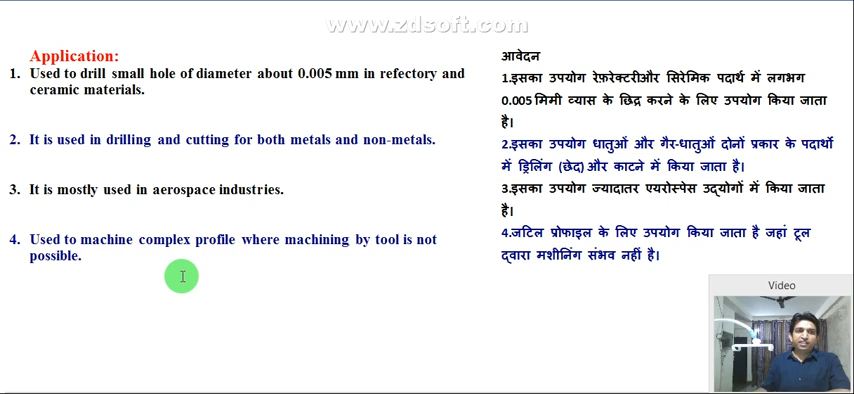 www.zdsoft.com
Application:
1. Used to drill small hole of diameter about 0.005 mm in refectory and
ceramic materials.
2. It is used in drilling and cutting for both metals and non-metals.
3. It is mostly used in aerospace industries.
4. Used to machine complex profile where machining by tool is not
possible.
आवेदन
1.इसका उपयोग रेफ़रेक्टरीऔर सिरेमिक पदार्थ में लगभग
0.005 मिमी व्यास के छिद्र करने के लिए उपयोग किया जाता
है।
2.इसका उपयोग धातुओं और गैर-धातुओं दोनों प्रकार के पदार्थो
में ड्रिलिंग (छेद) और काटने में किया जाता है।
3.इसका उपयोग ज्यादातर एयरोस्पेस उद्योगों में किया जाता
है।
4.जटिल प्रोफाइल के लिए उपयोग किया जाता है जहां टूल
द्वारा मशीनिंग संभव नहीं है।
Video